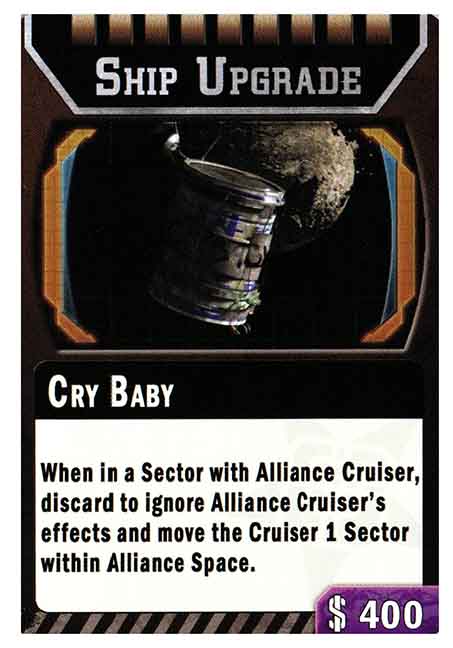 SHIP UPGRADE
CRY BABY
When in a Sector with Alliance Cruiser,
discard to ignore Alliance Cruiser's
effects and move the Cruiser 1 Sector
within Alliance Space.
$ 400